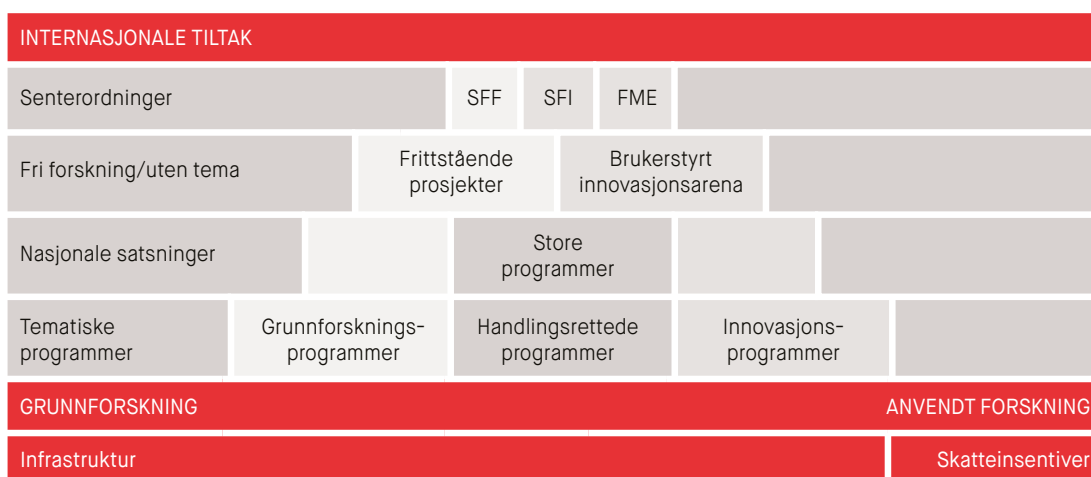 INTERNASJONALE TILTAK
Senterordninger
SFF
SFI
FME
Fri forskning/uten tema
Frittstående
prosjekter
Brukerstyrt
innovasjonsarena
Nasjonale satsninger
Store
programmer
Tematiske
programmer
Grunnforsknings-
programmer
Handlingsrettede
programmer
Innovasjons-
programmer
GRUNNFORSKNING
ANVENDT FORSKNING
Infrastruktur
Skatteinsentiver